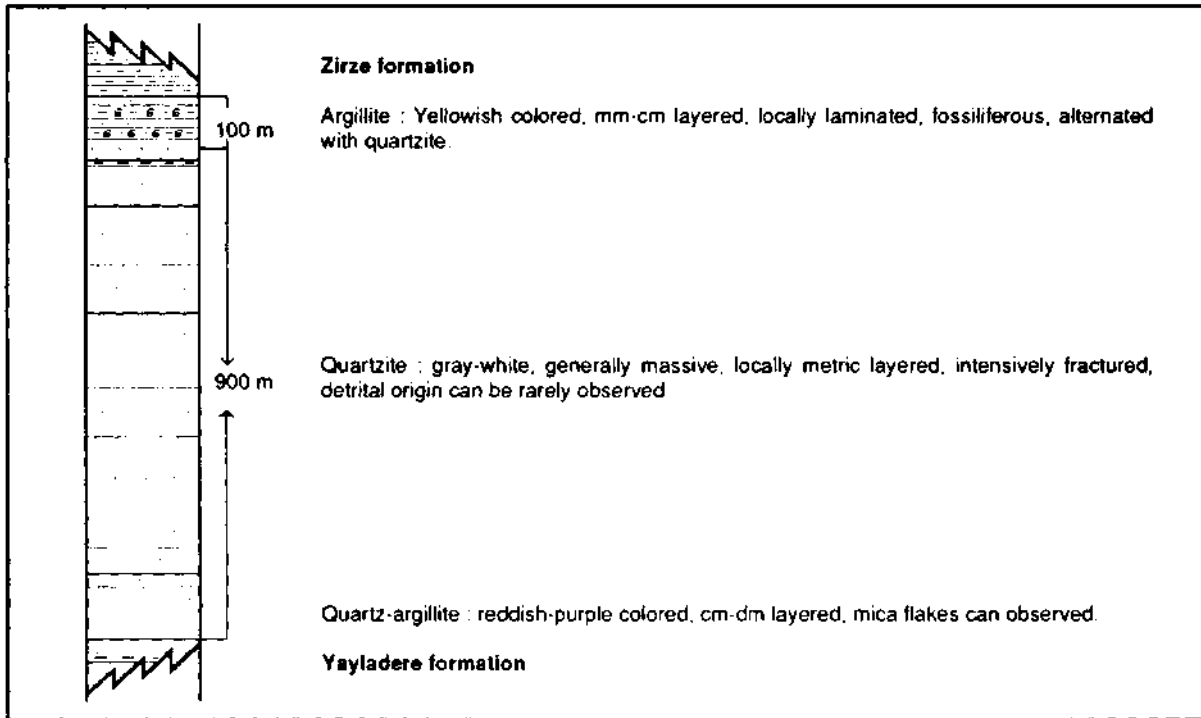 Zirze formation
Argillite : Yellowish colored, mm-cm layered, locally laminated, fossiliferous, alternated
with quartzite.
100 m
Quartzite : gray-white, generally massive, locally metric layered, intensively fractured,
detrital origin can be rarely observed
900 m
Quartz-argillite : reddish-purple colored, cm-dm layered, mica flakes can observed.
Yayladere formation